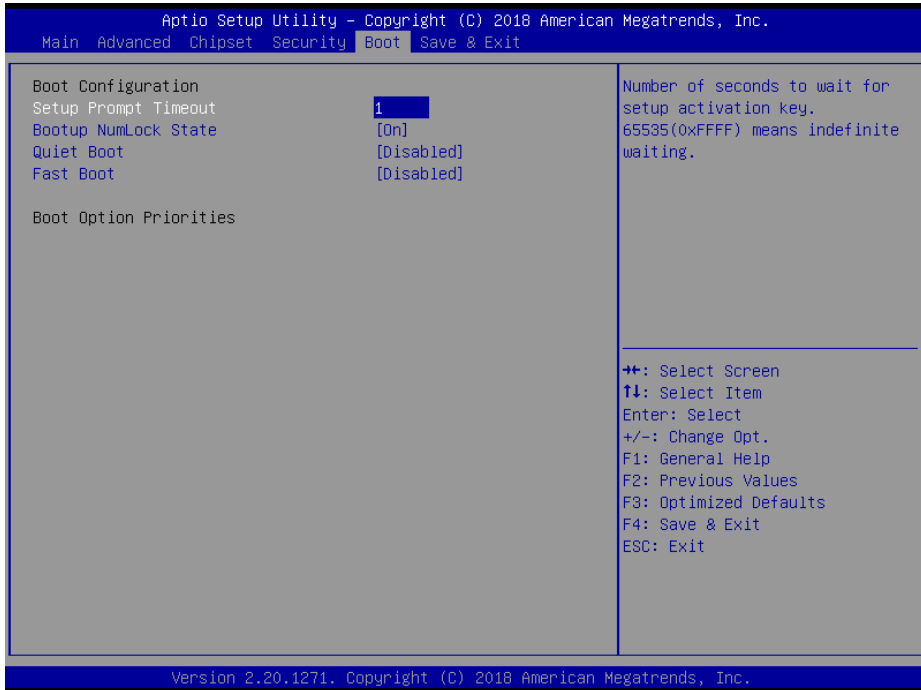 Aptio Setup Utility – Copyright (C) 2018 American Megatrends, Inc.
Main Advanced Chipset Security Boot Save & Exit
Boot Configuration
Setup Prompt Timeout 1
Bootup NumLock State [On]
Quiet Boot [Disabled]
Fast Boot [Disabled]
Boot Option Priorities
Number of seconds to wait for
setup activation key.
65535(0xFFFF) means indefinite
waiting.
→←: Select Screen
↑↓: Select Item
Enter: Select
+/-: Change Opt.
F1: General Help
F2: Previous Values
F3: Optimized Defaults
F4: Save & Exit
ESC: Exit
Version 2.20.1271. Copyright (C) 2018 American Megatrends, Inc.